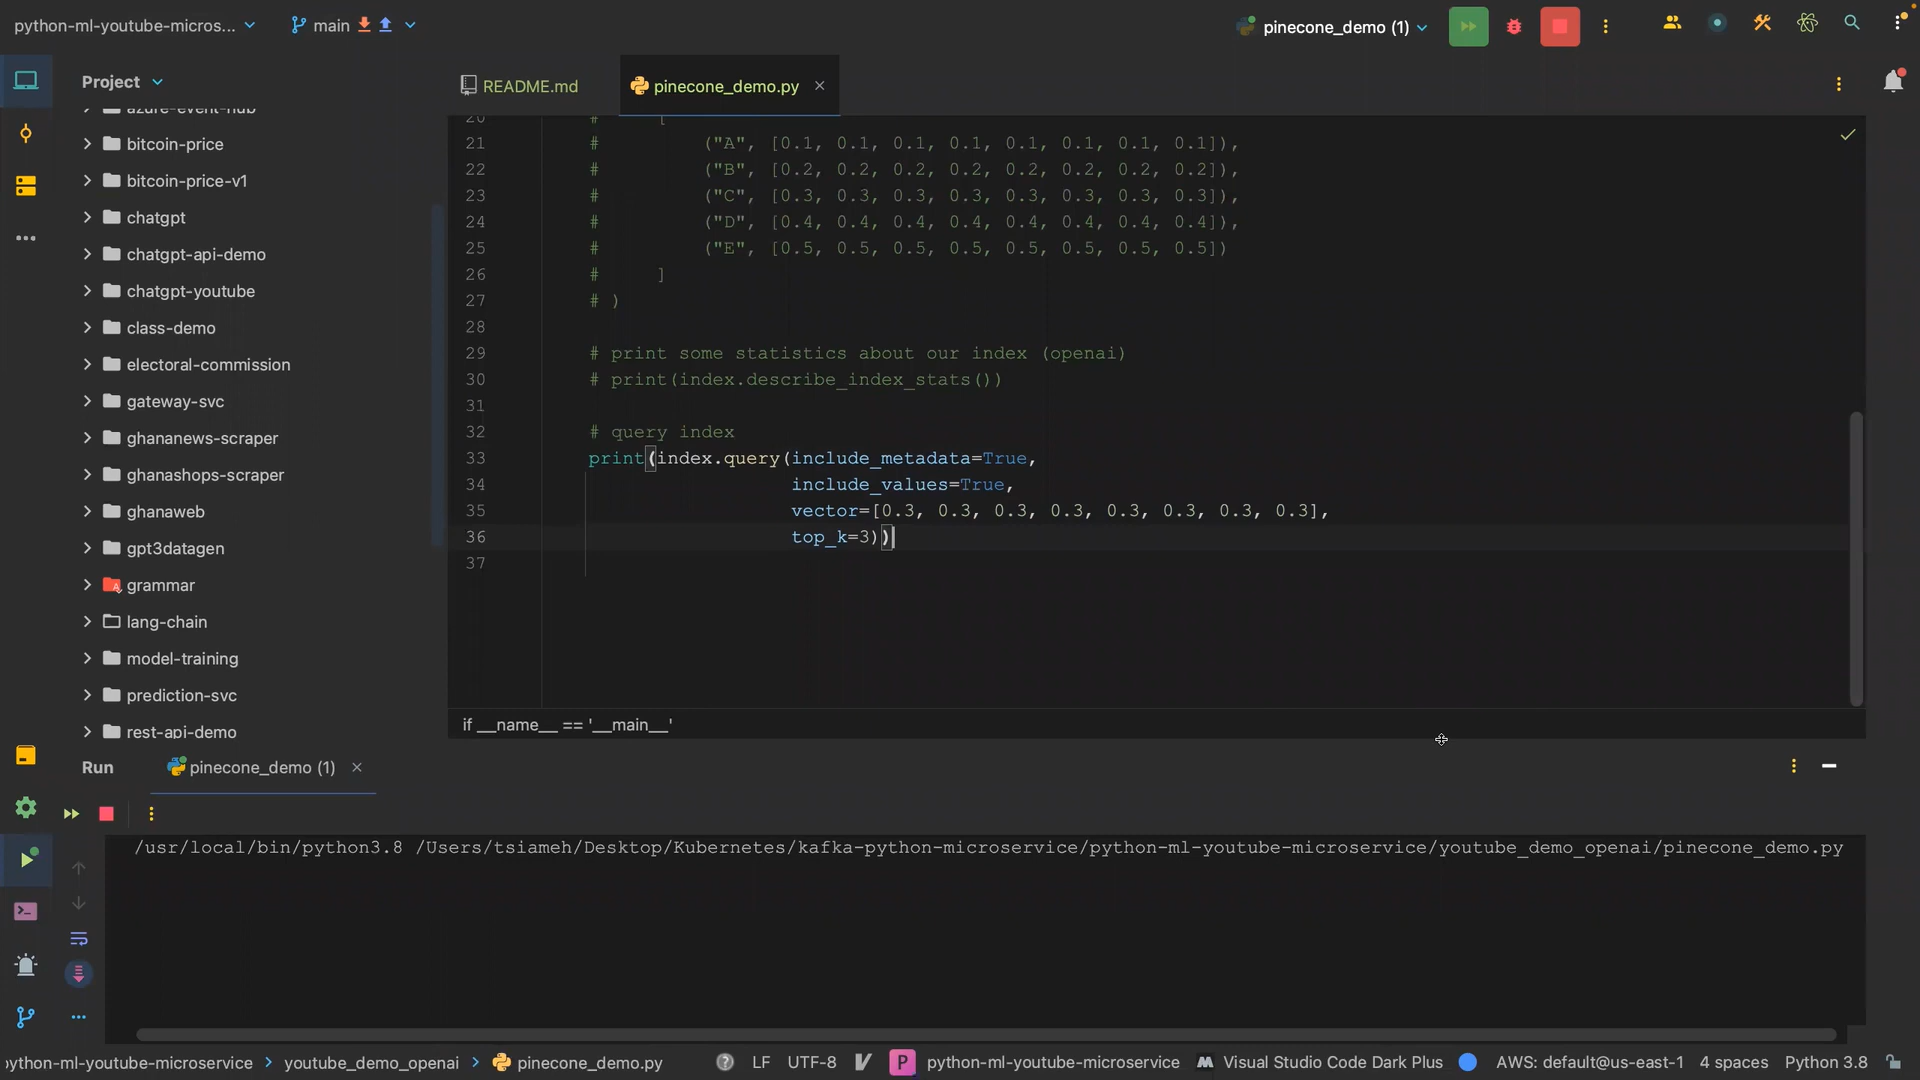 python-ml-youtube-micros...
main
pinecone_demo (1)
Project
README.md
pinecone_demo.py
azure-event-hub
bitcoin-price
bitcoin-price-v1
chatgpt
chatgpt-api-demo
chatgpt-youtube
class-demo
electoral-commission
gateway-svc
ghananews-scraper
ghanashops-scraper
ghanaweb
gpt3datagen
grammar
lang-chain
model-training
prediction-svc
rest-api-demo
20 # [
21 # ("A", [0.1, 0.1, 0.1, 0.1, 0.1, 0.1, 0.1, 0.1]),
22 # ("B", [0.2, 0.2, 0.2, 0.2, 0.2, 0.2, 0.2, 0.2]),
23 # ("C", [0.3, 0.3, 0.3, 0.3, 0.3, 0.3, 0.3, 0.3]),
24 # ("D", [0.4, 0.4, 0.4, 0.4, 0.4, 0.4, 0.4, 0.4]),
25 # ("E", [0.5, 0.5, 0.5, 0.5, 0.5, 0.5, 0.5, 0.5])
26 # ]
27 # )
28
29 # print some statistics about our index (openai)
30 # print(index.describe_index_stats())
31
32 # query index
33 print(index.query(include_metadata=True,
34 include_values=True,
35 vector=[0.3, 0.3, 0.3, 0.3, 0.3, 0.3, 0.3, 0.3],
36 top_k=3))
37
if __name__ == '__main__'
Run
pinecone_demo (1)
/usr/local/bin/python3.8 /Users/tsiameh/Desktop/Kubernetes/kafka-python-microservice/python-ml-youtube-microservice/youtube_demo_openai/pinecone_demo.py
ython-ml-youtube-microservice > youtube_demo_openai > pinecone_demo.py
LF UTF-8 P python-ml-youtube-microservice Visual Studio Code Dark Plus AWS: default@us-east-1 4 spaces Python 3.8